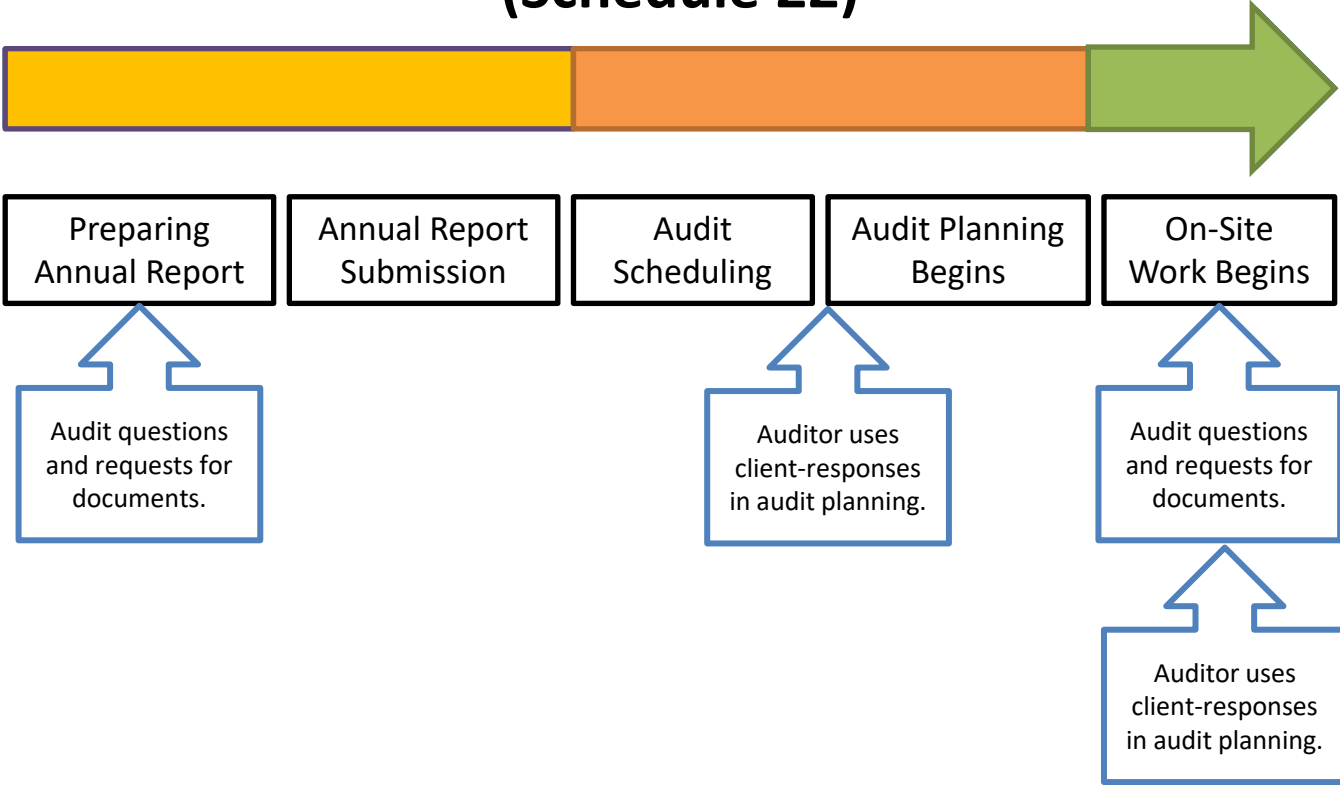 (Schedule 22)
Preparing
Annual Report
Annual Report
Submission
Audit
Scheduling
Audit Planning
Begins
On-Site
Work Begins
Audit questions
and requests for
documents.
Auditor uses
client-responses
in audit planning.
Audit questions
and requests for
documents.
Auditor uses
client-responses
in audit planning.